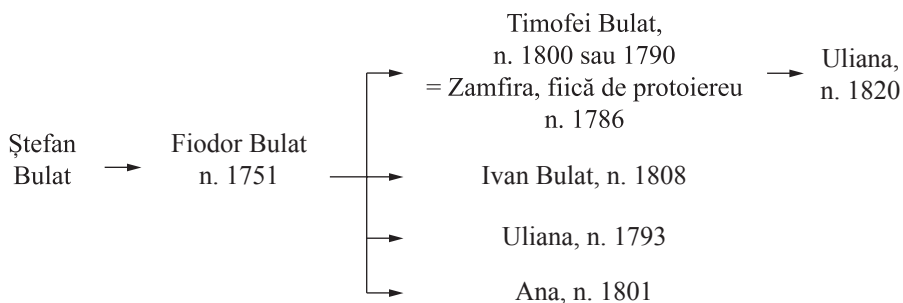 Ștefan
Bulat
Fiodor Bulat
n. 1751
Timofei Bulat,
n. 1800 sau 1790
= Zamfira, fiică de protoiereu
n. 1786
Uliana,
n. 1820
Ivan Bulat, n. 1808
Uliana, n. 1793
Ana, n. 1801